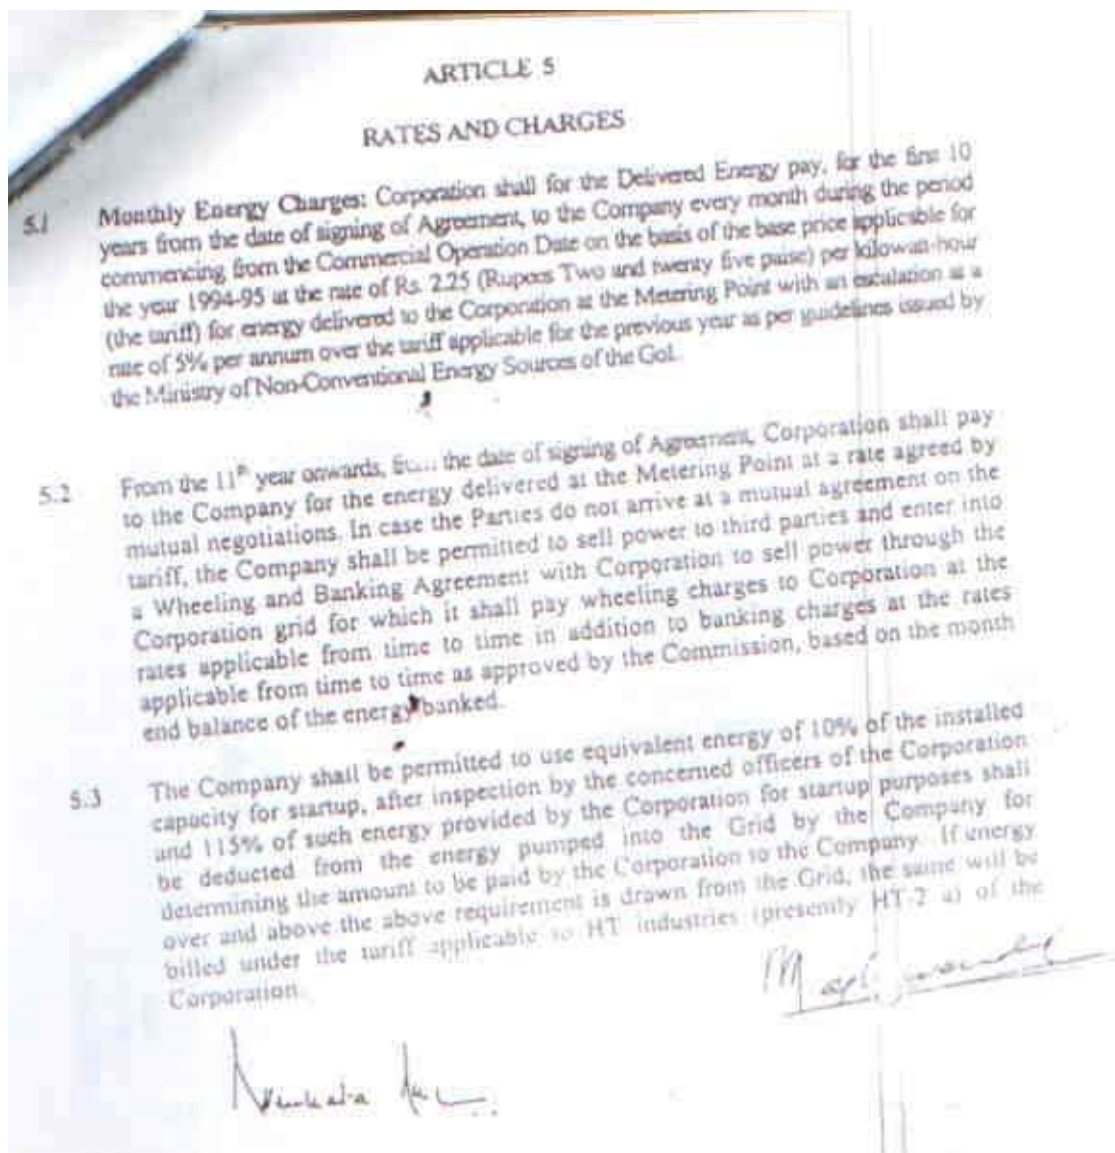 ARTICLE 5
RATES AND CHARGES
5.1 Monthly Energy Charges: Corporation shall for the Delivered Energy pay, for the first 10
years from the date of signing of Agreement, to the Company every month during the period
commencing from the Commercial Operation Date on the basis of the base price applicable for
the year 1994-95 at the rate of Rs. 2.25 (Rupees Two and twenty five paise) per kilowatt-hour
(the tariff) for energy delivered to the Corporation at the Metering Point with an escalation at a
rate of 5% per annum over the tariff applicable for the previous year as per guidelines issued by
the Ministry of Non-Conventional Energy Sources of the GoI.
5.2 From the 11th year onwards, from the date of signing of Agreement, Corporation shall pay
to the Company for the energy delivered at the Metering Point at a rate agreed by
mutual negotiations. In case the Parties do not arrive at a mutual agreement on the
tariff, the Company shall be permitted to sell power to third parties and enter into
a Wheeling and Banking Agreement with Corporation to sell power through the
Corporation grid for which it shall pay wheeling charges to Corporation at the
rates applicable from time to time in addition to banking charges at the rates
applicable from time to time as approved by the Commission, based on the month
end balance of the energy banked.
5.3 The Company shall be permitted to use equivalent energy of 10% of the installed
capacity for startup, after inspection by the concerned officers of the Corporation
and 115% of such energy provided by the Corporation for startup purposes shall
be deducted from the energy pumped into the Grid by the Company for
determining the amount to be paid by the Corporation to the Company. If energy
over and above the above requirement is drawn from the Grid, the same will be
billed under the tariff applicable to HT industries (presently HT-2 a) of the
Corporation.